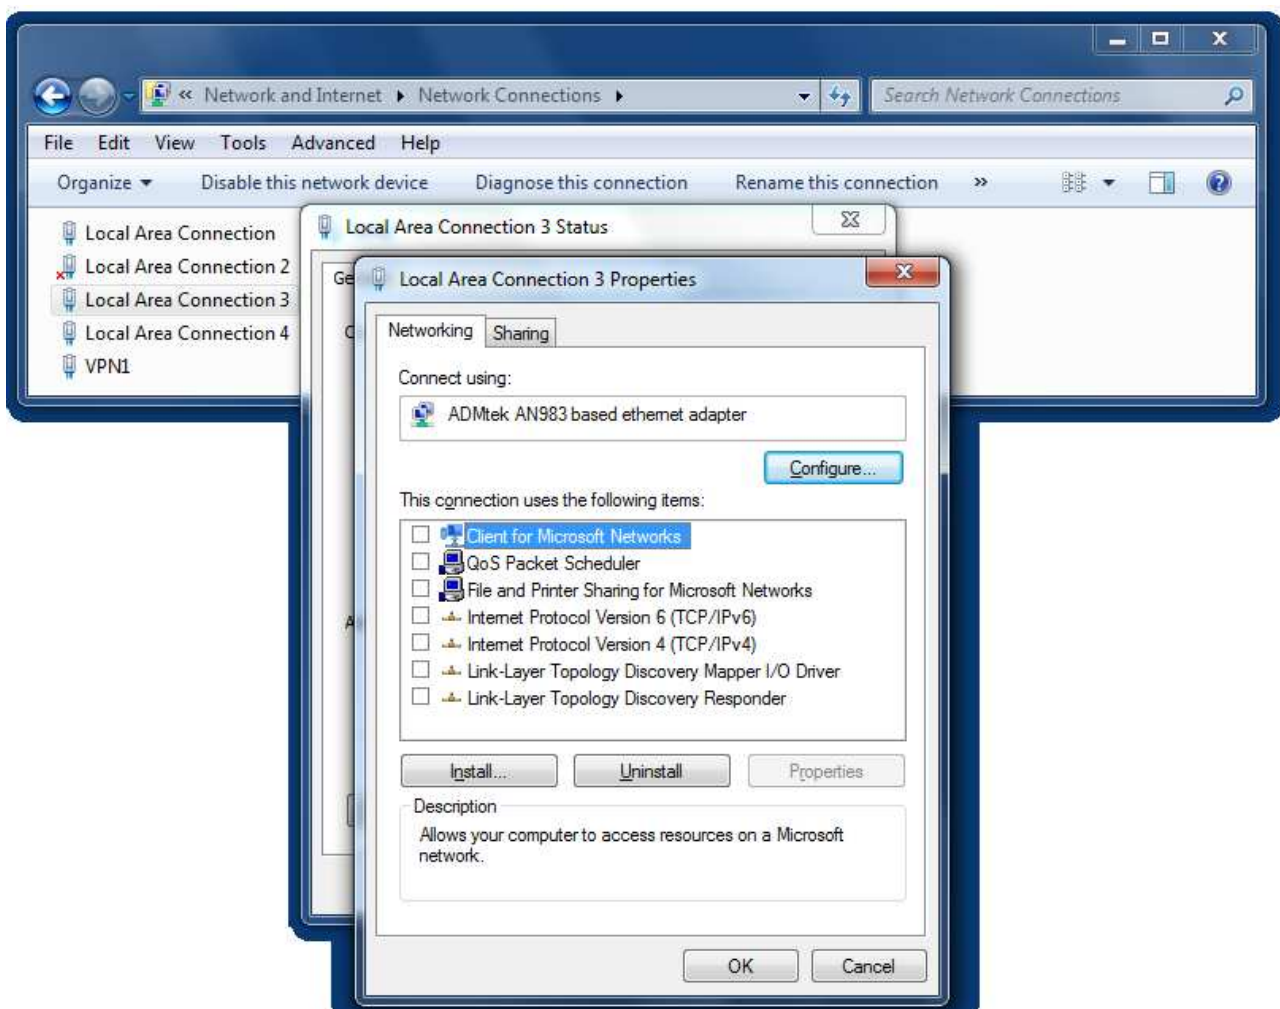 « Network and Internet ▸ Network Connections ▸
Search Network Connections
File Edit View Tools Advanced Help
Organize Disable this network device Diagnose this connection Rename this connection »
Local Area Connection
Local Area Connection 2
Local Area Connection 3
Local Area Connection 4
VPN1
Local Area Connection 3 Status
Ge
Local Area Connection 3 Properties
Networking Sharing
Connect using:
ADMtek AN983 based ethernet adapter
Configure...
This connection uses the following items:
Client for Microsoft Networks
QoS Packet Scheduler
File and Printer Sharing for Microsoft Networks
Internet Protocol Version 6 (TCP/IPv6)
Internet Protocol Version 4 (TCP/IPv4)
Link-Layer Topology Discovery Mapper I/O Driver
Link-Layer Topology Discovery Responder
Install... Uninstall Properties
Description
Allows your computer to access resources on a Microsoft
network.
OK Cancel